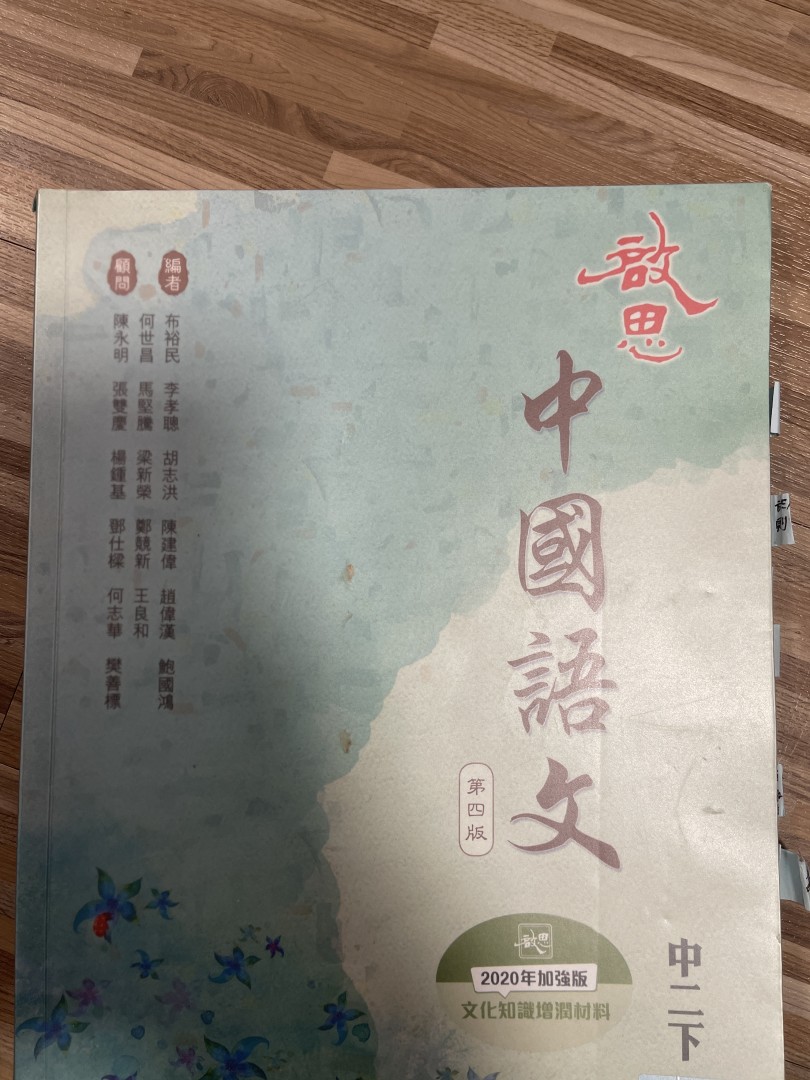 啟思
中國語文
第四版
編者
布裕民 李孝聰 胡志洪 陳建偉 趙偉漢 鮑國鴻
何世昌 馬堅騰 梁新榮 鄭競新 王良和
顧問
陳永明 張雙慶 楊鍾基 鄧仕樑 何志華 樊善標
啟思
2020年加強版
文化知識增潤材料
中二下